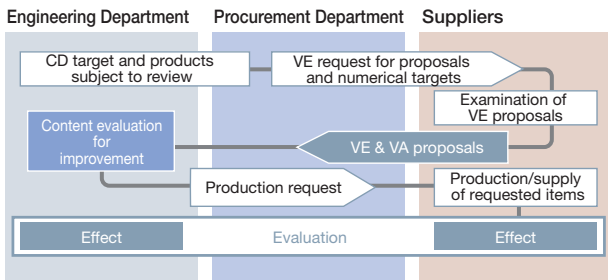 Engineering Department
Procurement Department
Suppliers
CD target and products
subject to review
VE request for proposals
and numerical targets
Examination of
VE proposals
Content evaluation
for
improvement
VE & VA proposals
Production request
Production/supply
of requested items
Effect
Evaluation
Effect